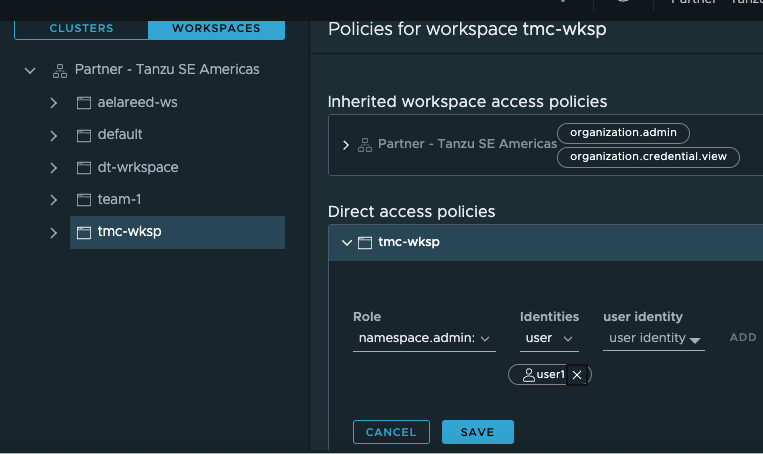 Partner - Tanzu
CLUSTERS
WORKSPACES
Partner - Tanzu SE Americas
aelareed-ws
default
dt-wrkspace
team-1
tmc-wksp
Policies for workspace tmc-wksp
Inherited workspace access policies
Partner - Tanzu SE Americas
organization.admin
organization.credential.view
Direct access policies
tmc-wksp
Role
Identities
user identity
namespace.admin:
user
user identity
ADD
user1
CANCEL
SAVE